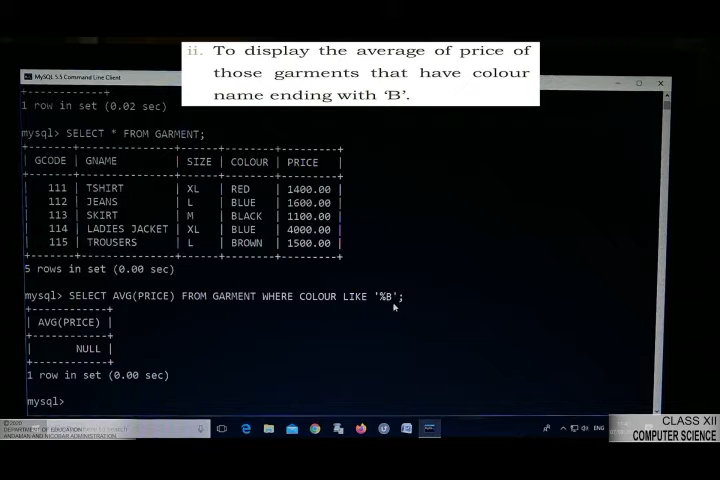 ii. To display the average of price of
those garments that have colour
name ending with 'B'.
MySQL 5.5 Command Line Client
+------------+
1 row in set (0.02 sec)
mysql> SELECT * FROM GARMENT;
| GCODE | GNAME | SIZE | COLOUR | PRICE |
| 111 | TSHIRT | XL | RED | 1400.00 |
| 112 | JEANS | L | BLUE | 1600.00 |
| 113 | SKIRT | M | BLACK | 1100.00 |
| 114 | LADIES JACKET | XL | BLUE | 4000.00 |
| 115 | TROUSERS | L | BROWN | 1500.00 |
5 rows in set (0.00 sec)
mysql> SELECT AVG(PRICE) FROM GARMENT WHERE COLOUR LIKE '%B';
+------------+
| AVG(PRICE) |
+------------+
| NULL |
+------------+
1 row in set (0.00 sec)
mysql>
©2020
DEPARTMENT OF EDUCATION
ANDAMAN AND NICOBAR ADMINISTRATION
ENG
CLASS XII
COMPUTER SCIENCE